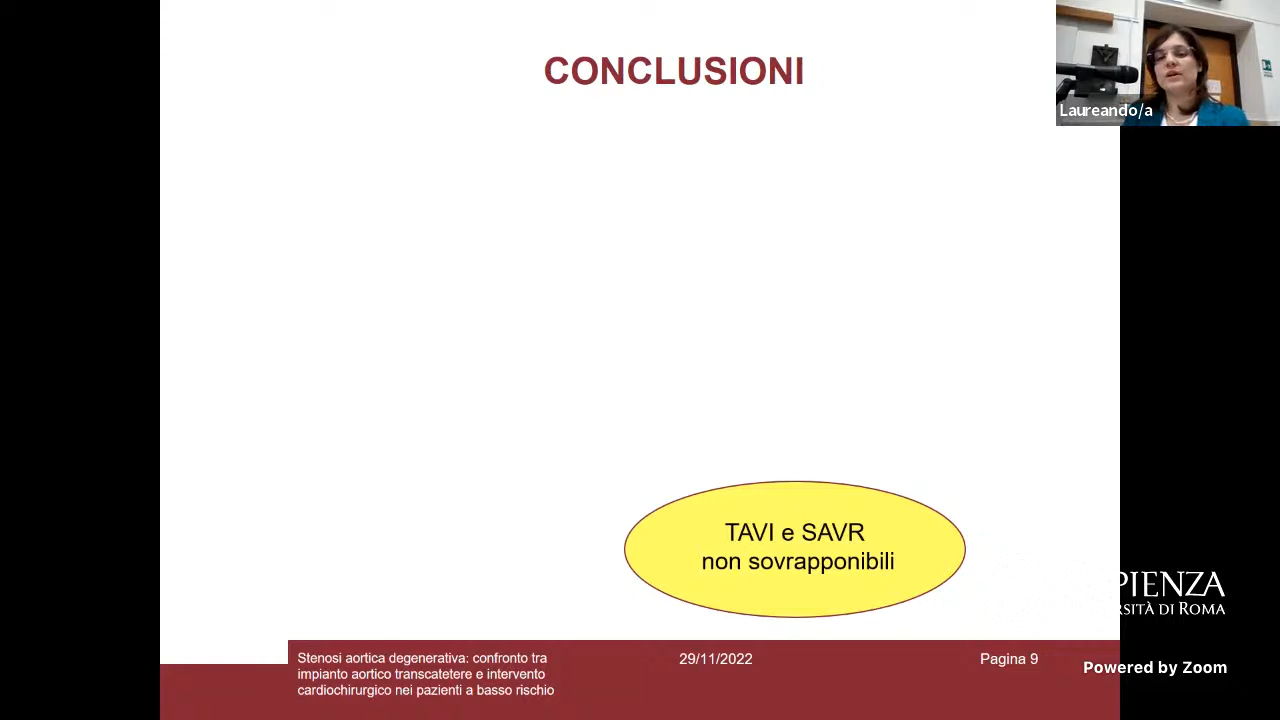 CONCLUSIONI
Laureando/a
TAVI e SAVR
non sovrapponibili
PIENZA
RSITÀ DI ROMA
Stenosi aortica degenerativa: confronto tra
impianto aortico transcatetere e intervento
cardiochirurgico nei pazienti a basso rischio
29/11/2022
Pagina 9
Powered by Zoom